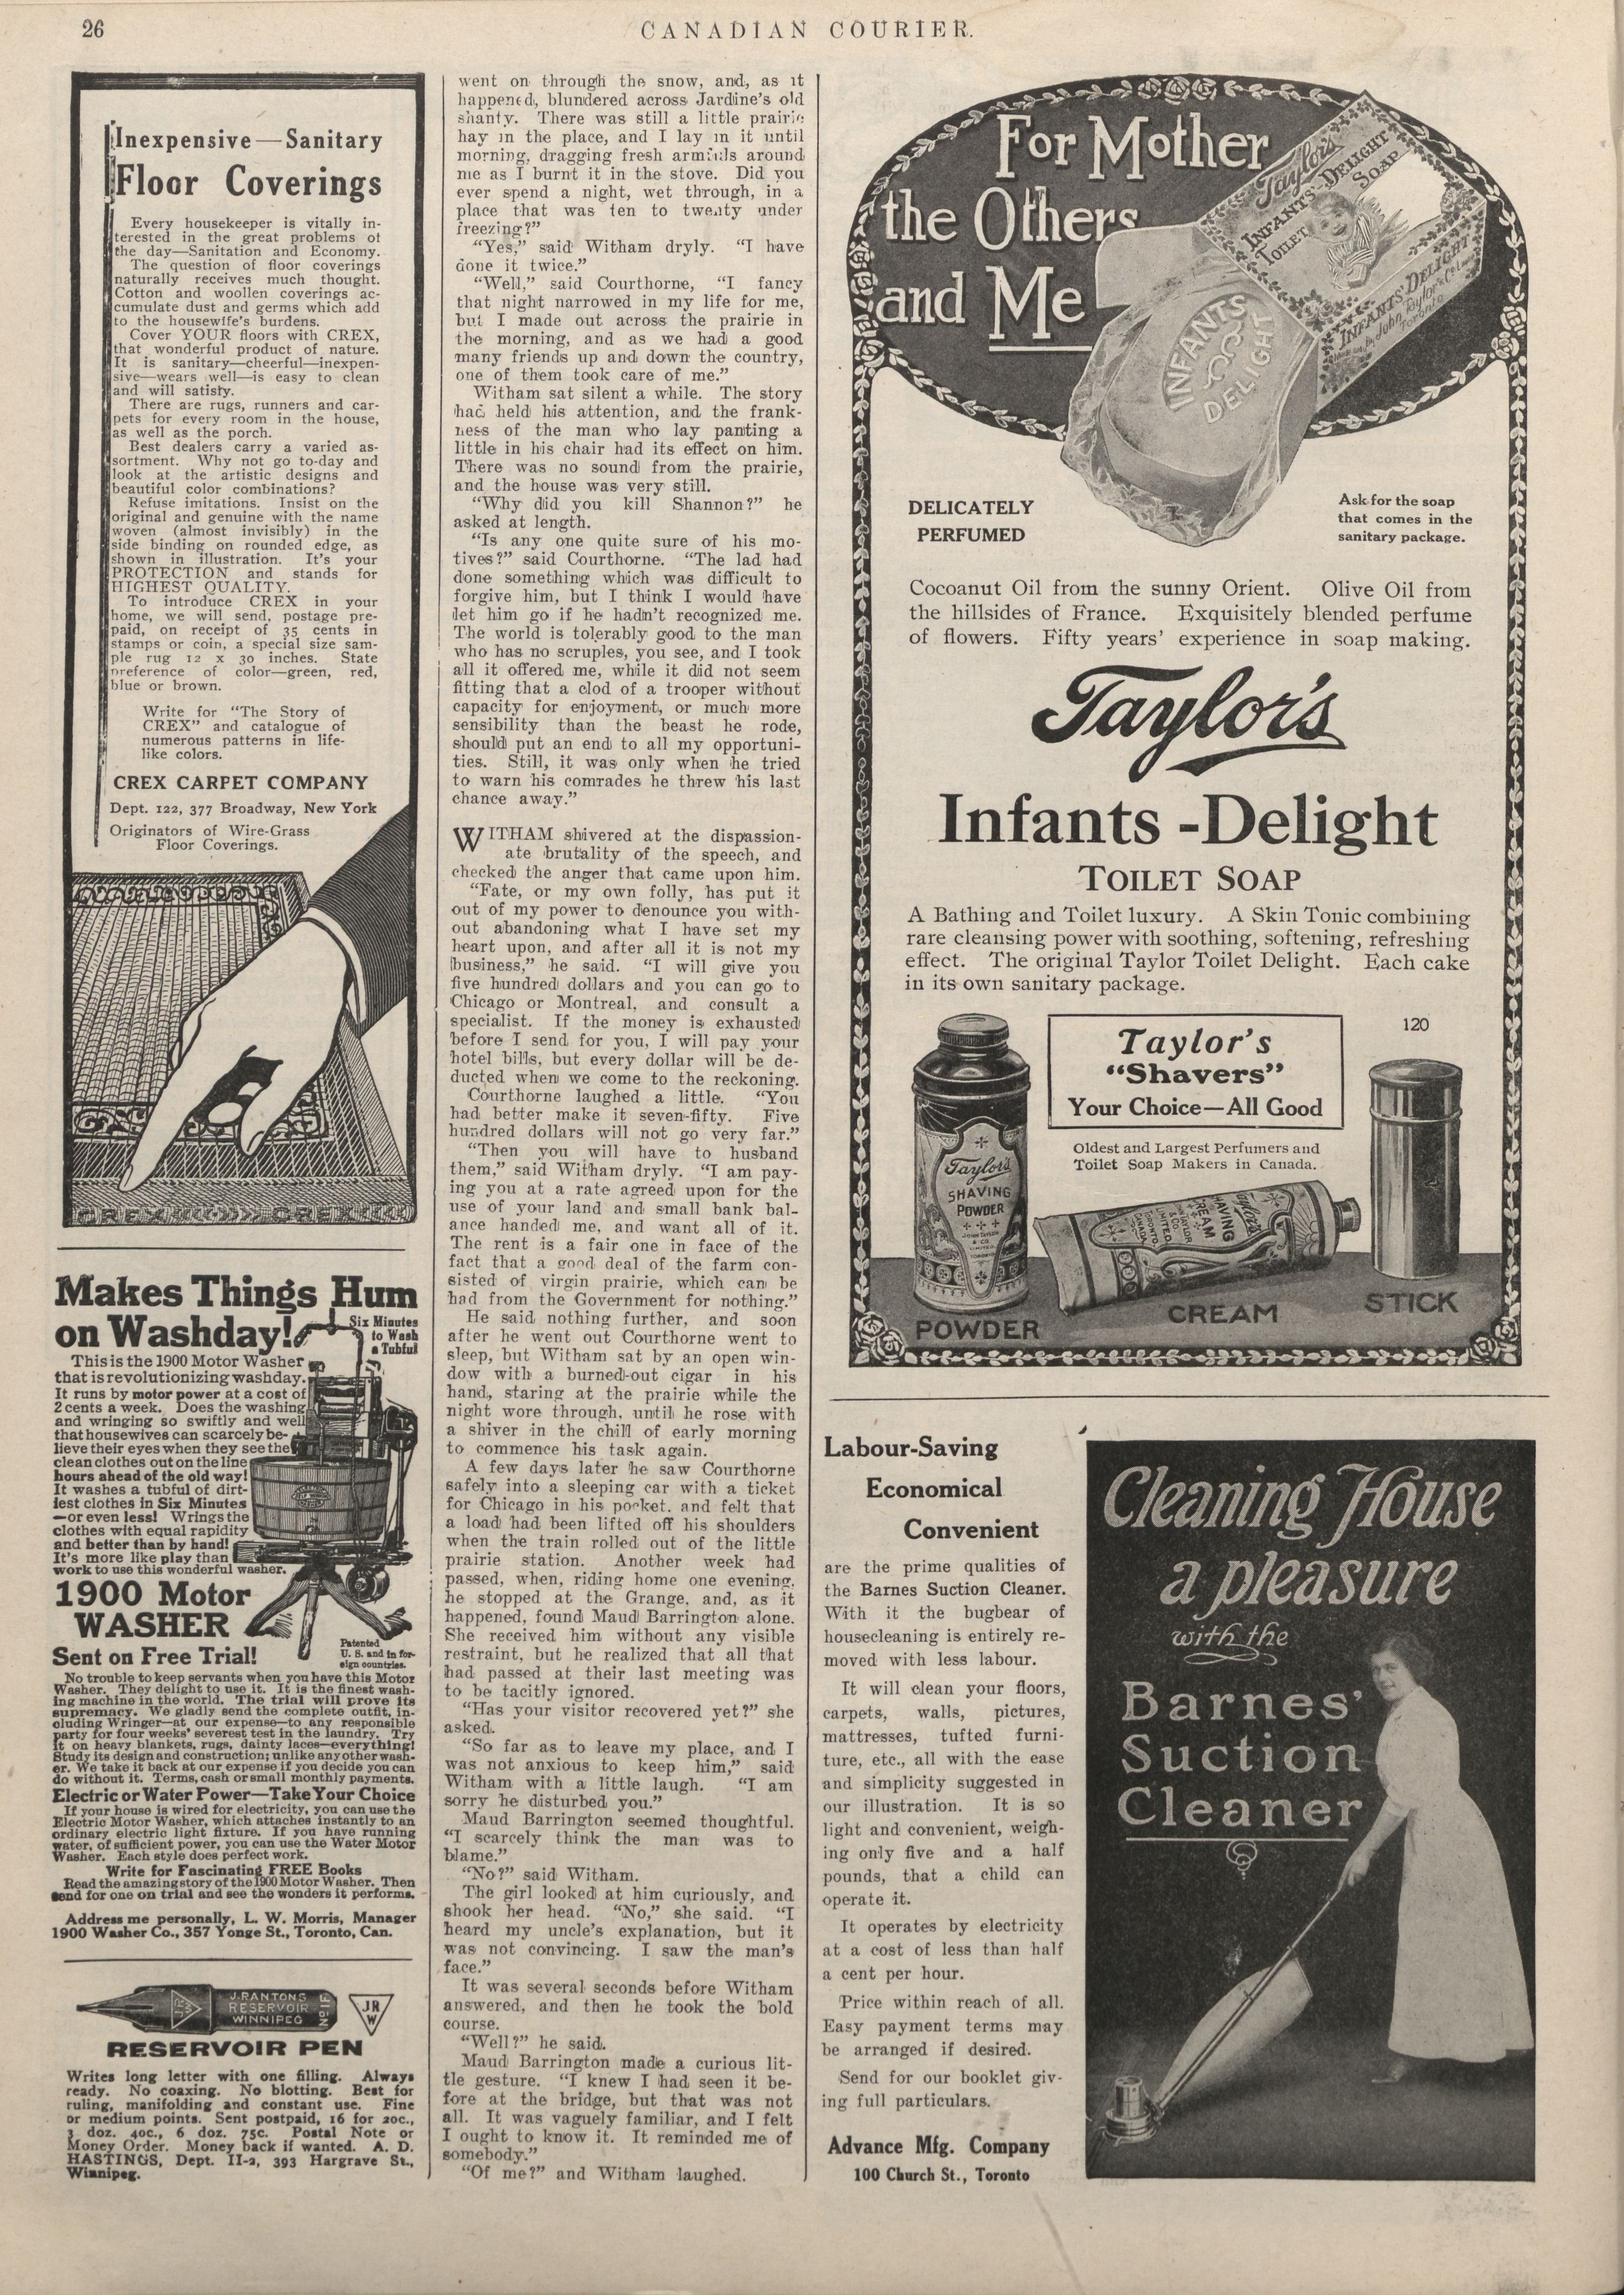 26
CANADIAN COURIER.
Inexpensive—Sanitary
Floor Coverings
Every housekeeper is vitally in-
terested in the great problems of
the day—Sanitation and Economy.
The question of floor coverings
naturally receives much thought.
Cotton and woollen coverings ac-
cumulate dust and germs which add
to the housewife's burdens.
Cover YOUR floors with CREX,
that wonderful product of nature.
It is sanitary—cheerful—inexpen-
sive—wears well—is easy to clean
and will satisfy.
There are rugs, runners and car-
pets for every room in the house,
as well as the porch.
Best dealers carry a varied as-
sortment. Why not go to-day and
look at the artistic designs and
beautiful color combinations?
Refuse imitations. Insist on the
original and genuine with the name
woven (almost invisibly) in the
side binding on rounded edge, as
shown in illustration. It's your
PROTECTION and stands for
HIGHEST QUALITY.
To introduce CREX in your
home, we will send, postage pre-
paid, on receipt of 35 cents in
stamps or coin, a special size sam-
ple rug 12 x 30 inches. State
preference of color—green, red,
blue or brown.
Write for "The Story of
CREX" and catalogue of
numerous patterns in life-
like colors.
CREX CARPET COMPANY
Dept. 122, 377 Broadway, New York
Originators of Wire-Grass
Floor Coverings.
CREX CREX
Makes Things Hum
on Washday!
Six Minutes
to Wash
a Tubful
This is the 1900 Motor Washer
that is revolutionizing washday.
It runs by motor power at a cost of
2 cents a week. Does the washing
and wringing so swiftly and well
that housewives can scarcely be-
lieve their eyes when they see the
clean clothes out on the line
hours ahead of the old way!
It washes a tubful of dirt-
iest clothes in Six Minutes
—or even less! Wrings the
clothes with equal rapidity
and better than by hand!
It's more like play than
work to use this wonderful washer.
1900 Motor
WASHER
Sent on Free Trial!
Patented
U. S. and in for-
eign countries.
No trouble to keep servants when you have this Motor
Washer. They delight to use it. It is the finest wash-
ing machine in the world. The trial will prove its
supremacy. We gladly send the complete outfit, in-
cluding Wringer—at our expense—to any responsible
party for four weeks' severest test in the laundry. Try
it on heavy blankets, rugs, dainty laces—everything!
Study its design and construction; unlike any other wash-
er. We take it back at our expense if you decide you can
do without it. Terms, cash or small monthly payments.
Electric or Water Power—Take Your Choice
If your house is wired for electricity, you can use the
Electric Motor Washer, which attaches instantly to an
ordinary electric light fixture. If you have running
water, of sufficient power, you can use the Water Motor
Washer. Each style does perfect work.
Write for Fascinating FREE Books
Read the amazing story of the 1900 Motor Washer. Then
send for one on trial and see the wonders it performs.
Address me personally, L. W. Morris, Manager
1900 Washer Co., 357 Yonge St., Toronto, Can.
J. RANTONS
RESERVOIR
WINNIPEG
No 1F
JR
W
RESERVOIR PEN
Writes long letter with one filling. Always
ready. No coaxing. No blotting. Best for
ruling, manifolding and constant use. Fine
or medium points. Sent postpaid, 16 for 20c.,
3 doz. 40c., 6 doz. 75c. Postal Note or
Money Order. Money back if wanted. A. D.
HASTINGS, Dept. II-2, 393 Hargrave St.,
Winnipeg.
went on through the snow, and, as it
happened, blundered across Jardine's old
shanty. There was still a little prairie
hay in the place, and I lay in it until
morning, dragging fresh armfuls around
me as I burnt it in the stove. Did you
ever spend a night, wet through, in a
place that was ten to twenty under
freezing?"
"Yes," said Witham dryly. "I have
done it twice."
"Well," said Courthorne, "I fancy
that night narrowed in my life for me,
but I made out across the prairie in
the morning, and as we had a good
many friends up and down the country,
one of them took care of me."
Witham sat silent a while. The story
had held his attention, and the frank-
ness of the man who lay panting a
little in his chair had its effect on him.
There was no sound from the prairie,
and the house was very still.
"Why did you kill Shannon?" he
asked at length.
"Is any one quite sure of his mo-
tives?" said Courthorne. "The lad had
done something which was difficult to
forgive him, but I think I would have
let him go if he hadn't recognized me.
The world is tolerably good to the man
who has no scruples, you see, and I took
all it offered me, while it did not seem
fitting that a clod of a trooper without
capacity for enjoyment, or much more
sensibility than the beast he rode,
should put an end to all my opportuni-
ties. Still, it was only when he tried
to warn his comrades he threw his last
chance away."
WITHAM shivered at the dispassion-
ate brutality of the speech, and
checked the anger that came upon him.
"Fate, or my own folly, has put it
out of my power to denounce you with-
out abandoning what I have set my
heart upon, and after all it is not my
business," he said. "I will give you
five hundred dollars and you can go to
Chicago or Montreal, and consult a
specialist. If the money is exhausted
before I send for you, I will pay your
hotel bills, but every dollar will be de-
ducted when we come to the reckoning.
Courthorne laughed a little. "You
had better make it seven-fifty. Five
hundred dollars will not go very far."
"Then you will have to husband
them," said Witham dryly. "I am pay-
ing you at a rate agreed upon for the
use of your land and small bank bal-
ance handed me, and want all of it.
The rent is a fair one in face of the
fact that a good deal of the farm con-
sisted of virgin prairie, which can be
had from the Government for nothing."
He said nothing further, and soon
after he went out Courthorne went to
sleep, but Witham sat by an open win-
dow with a burned-out cigar in his
hand, staring at the prairie while the
night wore through, until he rose with
a shiver in the chill of early morning
to commence his task again.
A few days later he saw Courthorne
safely into a sleeping car with a ticket
for Chicago in his pocket, and felt that
a load had been lifted off his shoulders
when the train rolled out of the little
prairie station. Another week had
passed, when, riding home one evening,
he stopped at the Grange, and, as it
happened, found Maud Barrington alone.
She received him without any visible
restraint, but he realized that all that
had passed at their last meeting was
to be tacitly ignored.
"Has your visitor recovered yet?" she
asked.
"So far as to leave my place, and I
was not anxious to keep him," said
Witham with a little laugh. "I am
sorry he disturbed you."
Maud Barrington seemed thoughtful.
"I scarcely think the man was to
blame."
"No?" said Witham.
The girl looked at him curiously, and
shook her head. "No," she said. "I
heard my uncle's explanation, but it
was not convincing. I saw the man's
face."
It was several seconds before Witham
answered, and then he took the bold
course.
"Well?" he said.
Maud Barrington made a curious lit-
tle gesture. "I knew I had seen it be-
fore at the bridge, but that was not
all. It was vaguely familiar, and I felt
I ought to know it. It reminded me of
somebody."
"Of me?" and Witham laughed.
For Mother
the Others
and Me
Taylor's
INFANTS-DELIGHT
TOILET SOAP
INFANTS DELIGHT
John Taylor & Co.
Toronto
INFANTS
DELIGHT
DELICATELY
PERFUMED
Ask for the soap
that comes in the
sanitary package.
Cocoanut Oil from the sunny Orient. Olive Oil from
the hillsides of France. Exquisitely blended perfume
of flowers. Fifty years' experience in soap making.
Taylor's
Infants-Delight
TOILET SOAP
A Bathing and Toilet luxury. A Skin Tonic combining
rare cleansing power with soothing, softening, refreshing
effect. The original Taylor Toilet Delight. Each cake
in its own sanitary package.
Taylor's
"Shavers"
Your Choice—All Good
120
Oldest and Largest Perfumers and
Toilet Soap Makers in Canada.
Taylor's
SHAVING
POWDER
JOHN TAYLOR
& CO
LIMITED
TORONTO
Taylor's
SHAVING
CREAM
POWDER
CREAM
STICK
Labour-Saving
Economical
Convenient
are the prime qualities of
the Barnes Suction Cleaner.
With it the bugbear of
housecleaning is entirely re-
moved with less labour.
It will clean your floors,
carpets, walls, pictures,
mattresses, tufted furni-
ture, etc., all with the ease
and simplicity suggested in
our illustration. It is so
light and convenient, weigh-
ing only five and a half
pounds, that a child can
operate it.
It operates by electricity
at a cost of less than half
a cent per hour.
Price within reach of all.
Easy payment terms may
be arranged if desired.
Send for our booklet giv-
ing full particulars.
Advance Mfg. Company
100 Church St., Toronto
Cleaning House
a pleasure
with the
Barnes'
Suction
Cleaner